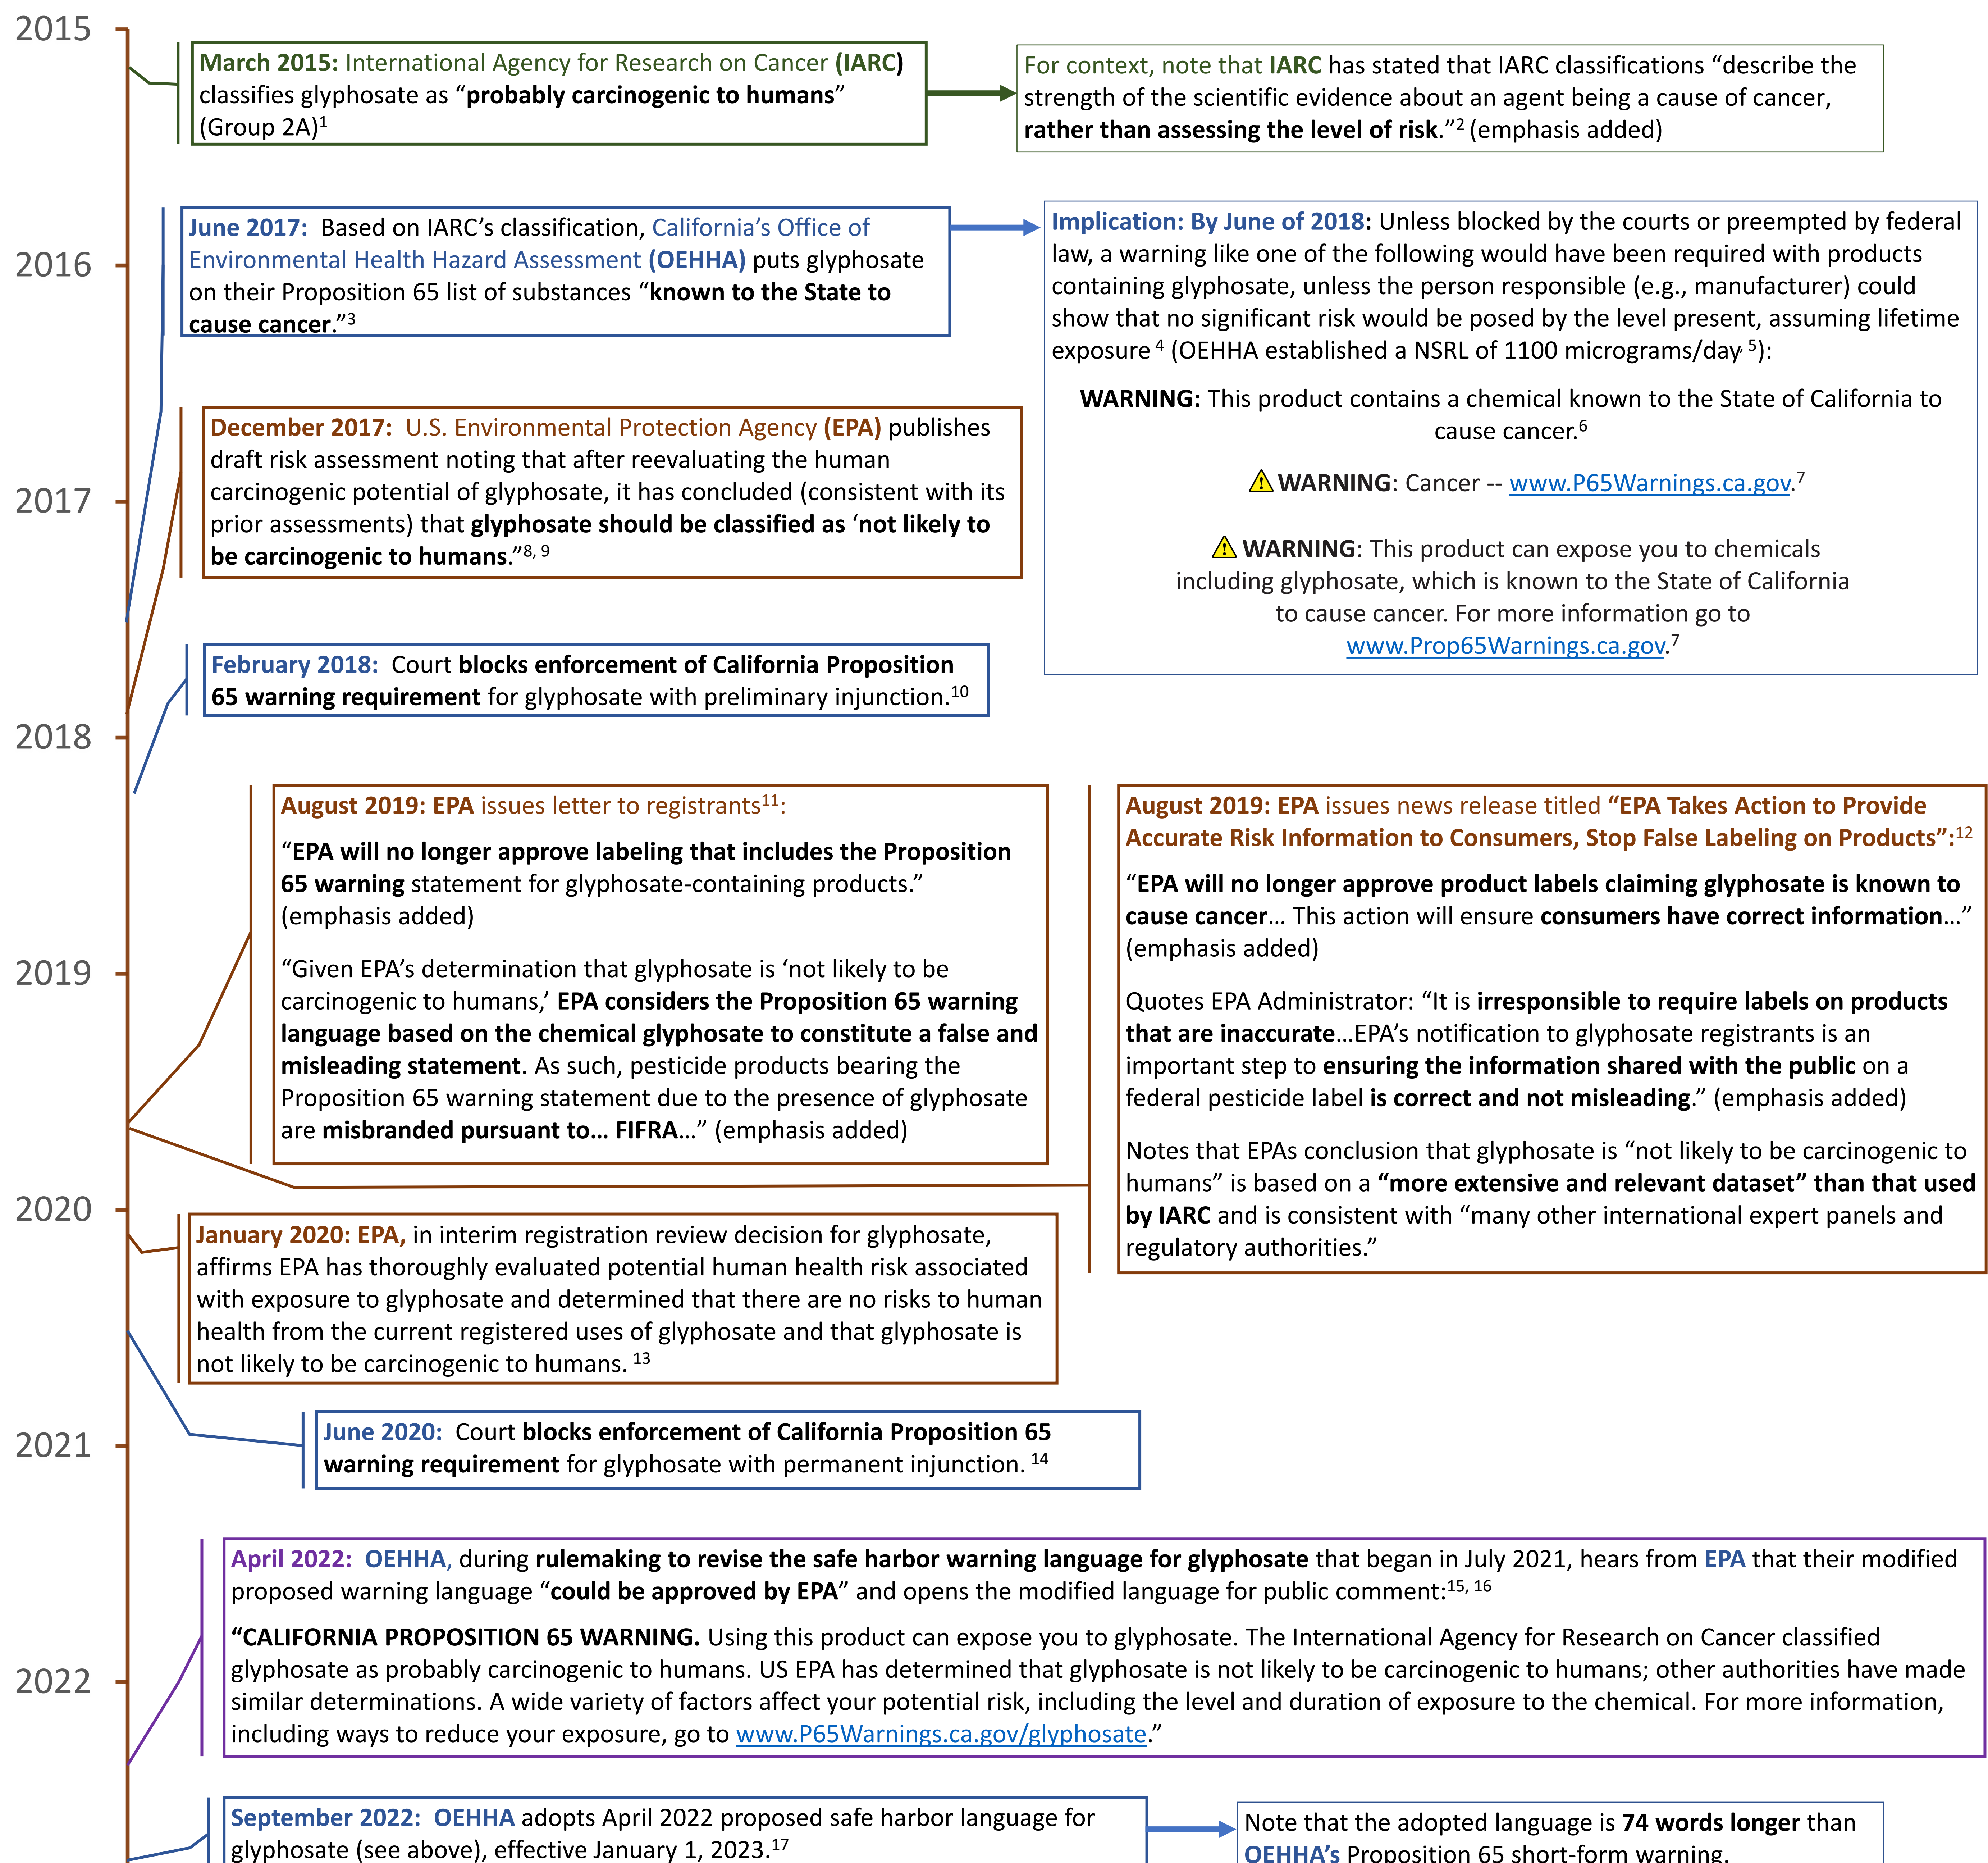 2015
March 2015: International Agency for Research on Cancer (IARC)
classifies glyphosate as “probably carcinogenic to humans”
(Group 2A)1
For context, note that IARC has stated that IARC classifications “describe the
strength of the scientific evidence about an agent being a cause of cancer,
rather than assessing the level of risk.”2 (emphasis added)
June 2017: Based on IARC’s classification, California’s Office of
Environmental Health Hazard Assessment (OEHHA) puts glyphosate
on their Proposition 65 list of substances “known to the State to
cause cancer.”3
Implication: By June of 2018: Unless blocked by the courts or preempted by federal
law, a warning like one of the following would have been required with products
containing glyphosate, unless the person responsible (e.g., manufacturer) could
show that no significant risk would be posed by the level present, assuming lifetime
exposure 4 (OEHHA established a NSRL of 1100 micrograms/day, 5):
WARNING: This product contains a chemical known to the State of California to
cause cancer.6
WARNING: Cancer -- www.P65Warnings.ca.gov.7
WARNING: This product can expose you to chemicals
including glyphosate, which is known to the State of California
to cause cancer. For more information go to
www.Prop65Warnings.ca.gov.7
2016
December 2017: U.S. Environmental Protection Agency (EPA) publishes
draft risk assessment noting that after reevaluating the human
carcinogenic potential of glyphosate, it has concluded (consistent with its
prior assessments) that glyphosate should be classified as ‘not likely to
be carcinogenic to humans.”8, 9
2017
February 2018: Court blocks enforcement of California Proposition
65 warning requirement for glyphosate with preliminary injunction.10
2018
August 2019: EPA issues letter to registrants11:
“EPA will no longer approve labeling that includes the Proposition
65 warning statement for glyphosate-containing products.”
(emphasis added)
“Given EPA’s determination that glyphosate is ‘not likely to be
carcinogenic to humans,’ EPA considers the Proposition 65 warning
language based on the chemical glyphosate to constitute a false and
misleading statement. As such, pesticide products bearing the
Proposition 65 warning statement due to the presence of glyphosate
are misbranded pursuant to… FIFRA…” (emphasis added)
August 2019: EPA issues news release titled “EPA Takes Action to Provide
Accurate Risk Information to Consumers, Stop False Labeling on Products”:12
“EPA will no longer approve product labels claiming glyphosate is known to
cause cancer… This action will ensure consumers have correct information…”
(emphasis added)
Quotes EPA Administrator: “It is irresponsible to require labels on products
that are inaccurate…EPA’s notification to glyphosate registrants is an
important step to ensuring the information shared with the public on a
federal pesticide label is correct and not misleading.” (emphasis added)
Notes that EPAs conclusion that glyphosate is “not likely to be carcinogenic to
humans” is based on a “more extensive and relevant dataset” than that used
by IARC and is consistent with “many other international expert panels and
regulatory authorities.”
2019
2020
January 2020: EPA, in interim registration review decision for glyphosate,
affirms EPA has thoroughly evaluated potential human health risk associated
with exposure to glyphosate and determined that there are no risks to human
health from the current registered uses of glyphosate and that glyphosate is
not likely to be carcinogenic to humans. 13
June 2020: Court blocks enforcement of California Proposition 65
warning requirement for glyphosate with permanent injunction. 14
2021
April 2022: OEHHA, during rulemaking to revise the safe harbor warning language for glyphosate that began in July 2021, hears from EPA that their modified
proposed warning language “could be approved by EPA” and opens the modified language for public comment:15, 16
“CALIFORNIA PROPOSITION 65 WARNING. Using this product can expose you to glyphosate. The International Agency for Research on Cancer classified
glyphosate as probably carcinogenic to humans. US EPA has determined that glyphosate is not likely to be carcinogenic to humans; other authorities have made
similar determinations. A wide variety of factors affect your potential risk, including the level and duration of exposure to the chemical. For more information,
including ways to reduce your exposure, go to www.P65Warnings.ca.gov/glyphosate.”
2022
September 2022: OEHHA adopts April 2022 proposed safe harbor language for
glyphosate (see above), effective January 1, 2023.17
Note that the adopted language is 74 words longer than
OEHHA’s Proposition 65 short-form warning.